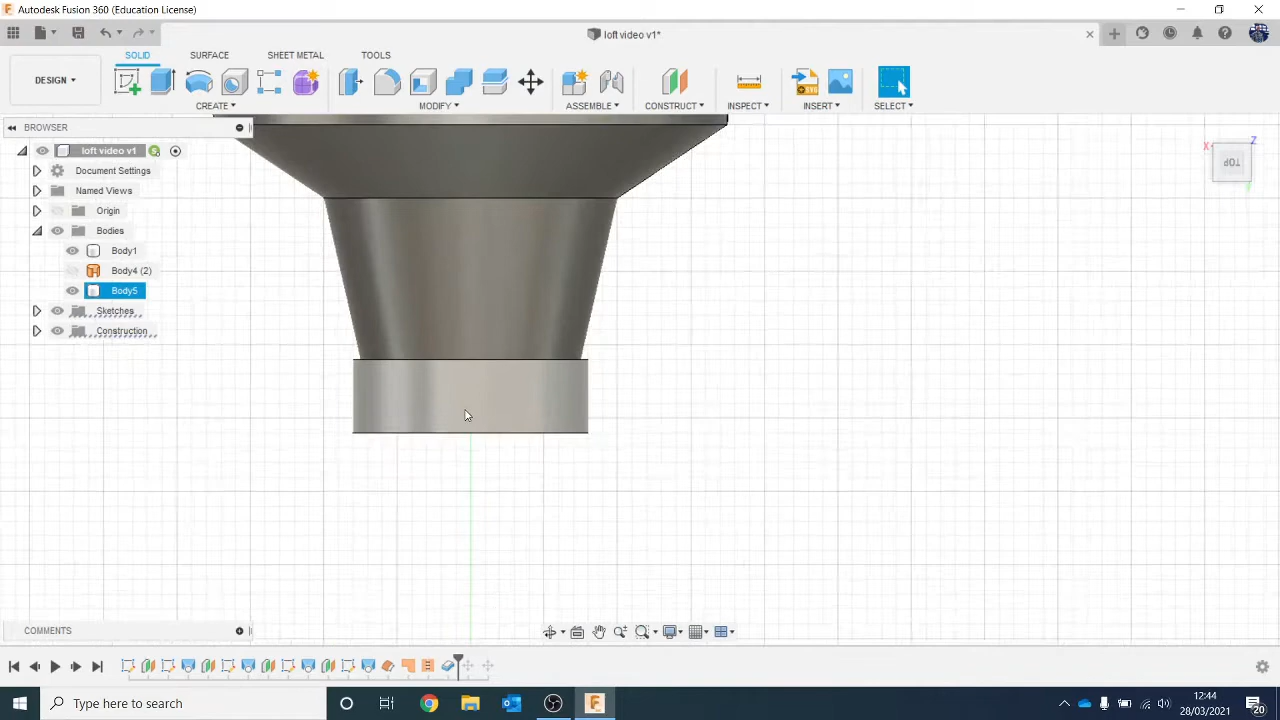 Autodesk Fusion 360 (Education License)
loft video v1*
SOLID SURFACE SHEET METAL TOOLS
DESIGN ▾
CREATE ▾ MODIFY ▾ ASSEMBLE ▾ CONSTRUCT ▾ INSPECT ▾ INSERT ▾ SELECT ▾
BROWSER
loft video v1
Document Settings
Named Views
Origin
Bodies
Body1
Body4 (2)
Body5
Sketches
Construction
X Z
TOP
COMMENTS
Type here to search
12:44
28/03/2021
20